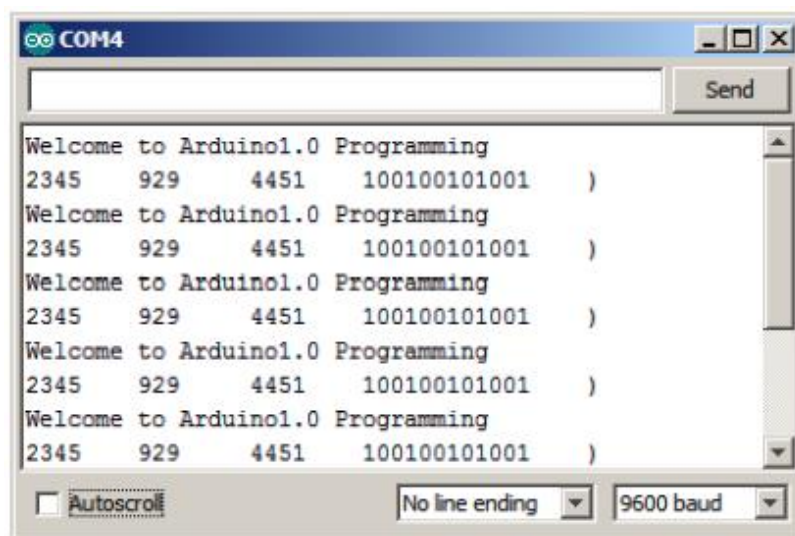 COM4
Send
Welcome to Arduino1.0 Programming
2345 929 4451 100100101001 )
Welcome to Arduino1.0 Programming
2345 929 4451 100100101001 )
Welcome to Arduino1.0 Programming
2345 929 4451 100100101001 )
Welcome to Arduino1.0 Programming
2345 929 4451 100100101001 )
Welcome to Arduino1.0 Programming
2345 929 4451 100100101001 )
Autoscroll No line ending 9600 baud